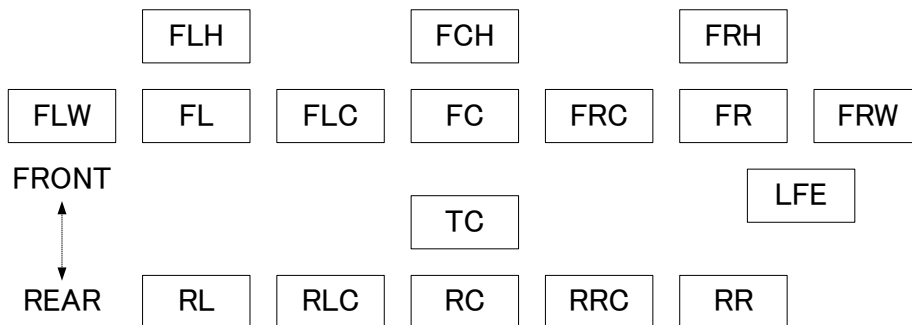 FLH FCH FRH
FLW FL FLC FC FRC FR FRW
FRONT
LFE
TC
REAR RL RLC RC RRC RR